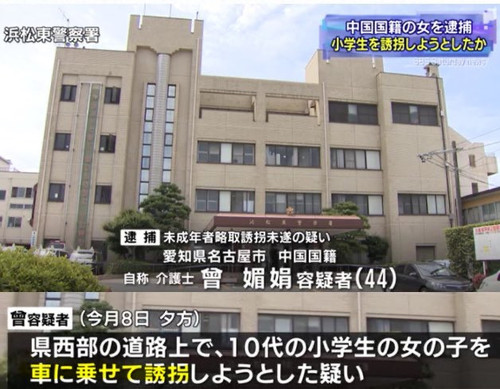 浜松東警察署
中国国籍の女を逮捕
小学生を誘拐しようとしたか
逮捕 未成年者略取誘拐未遂の疑い
愛知県名古屋市 中国国籍
自称 介護士 曾 媚娟容疑者(44)
曾容疑者 (今月8日 夕方)
県西部の道路上で、10代の小学生の女の子を
車に乗せて誘拐しようとした疑い